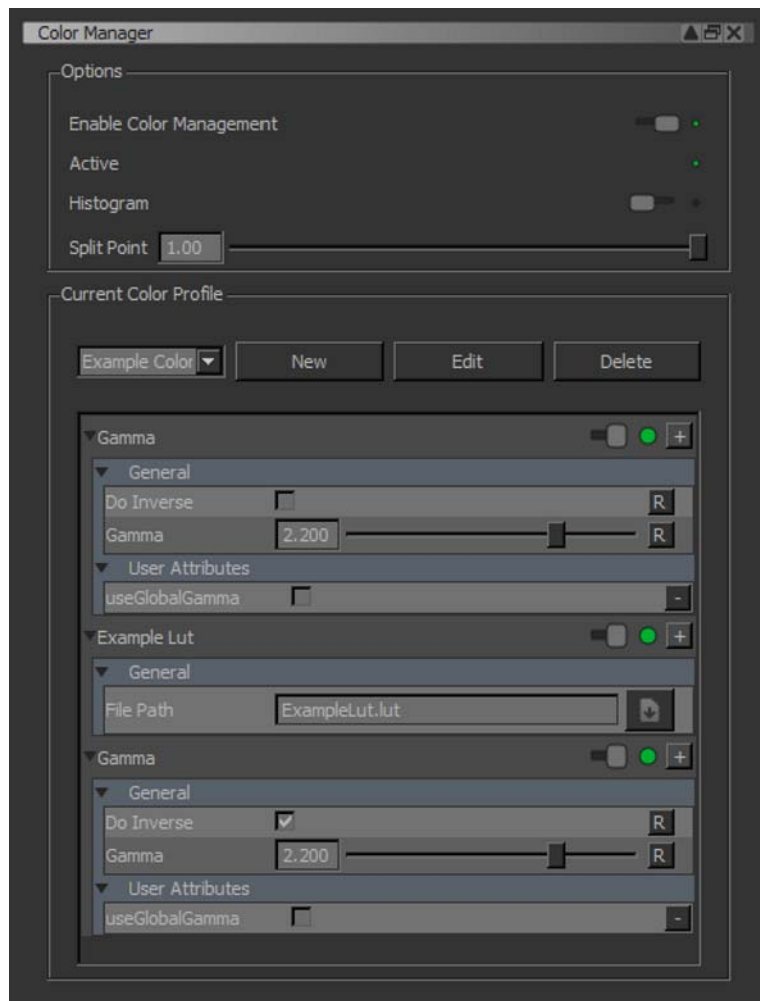 Color Manager
Options
Enable Color Management
Active
Histogram
Split Point 1.00
Current Color Profile
Example Color New Edit Delete
Gamma +
General
Do Inverse R
Gamma 2.200 R
User Attributes
useGlobalGamma -
Example Lut +
General
File Path ExampleLut.lut
Gamma +
General
Do Inverse R
Gamma 2.200 R
User Attributes
useGlobalGamma -